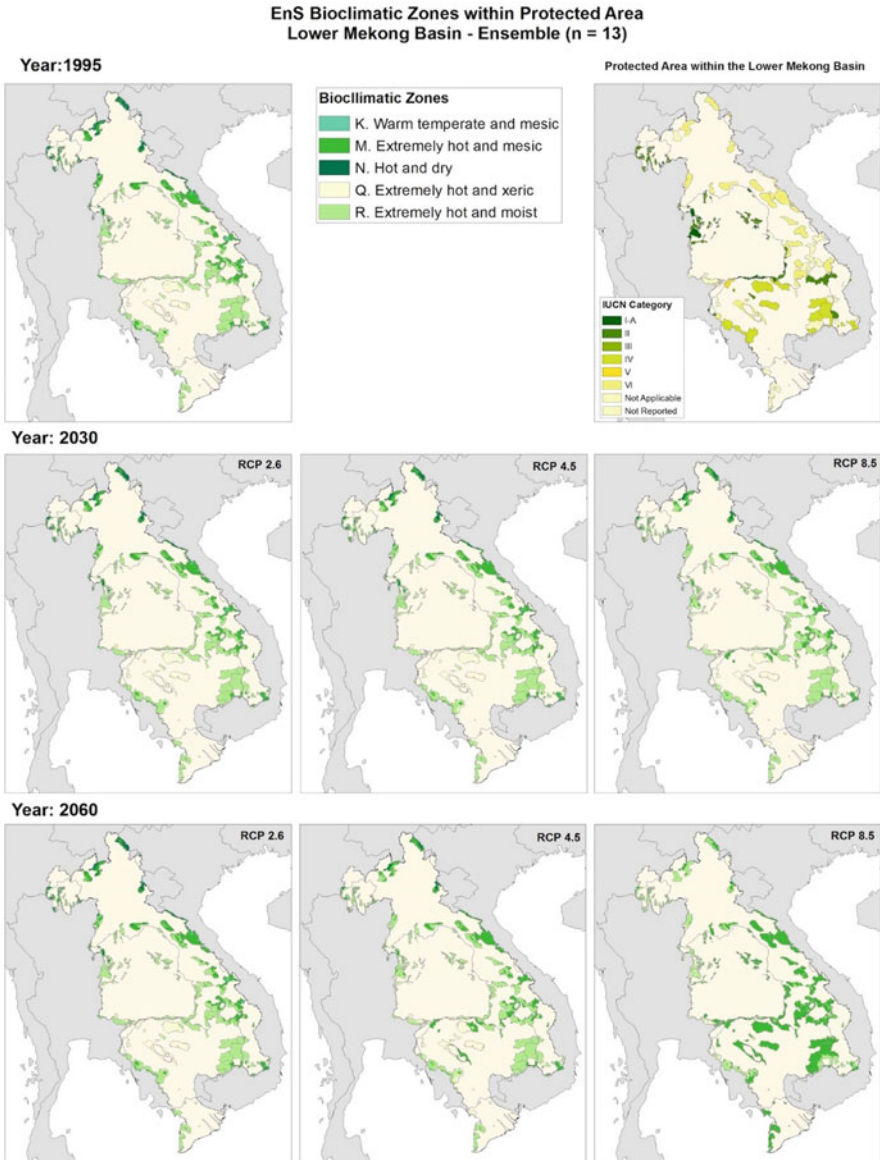 EnS Bioclimatic Zones within Protected Area
Lower Mekong Basin - Ensemble (n = 13)
Year:1995
Protected Area within the Lower Mekong Basin
Biocllimatic Zones
K. Warm temperate and mesic
M. Extremely hot and mesic
N. Hot and dry
Q. Extremely hot and xeric
R. Extremely hot and moist
IUCN Category
I-A
II
III
IV
V
VI
Not Applicable
Not Reported
Year: 2030
RCP 2.6
RCP 4.5
RCP 8.5
Year: 2060
RCP 2.6
RCP 4.5
RCP 8.5